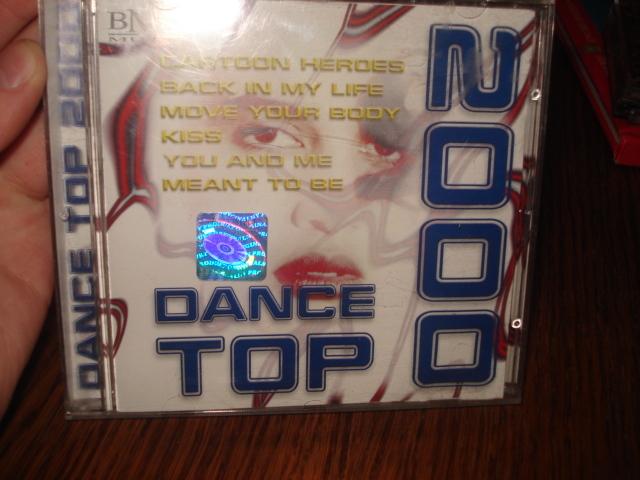 BM
CARTOON HEROES
BACK IN MY LIFE
MOVE YOUR BODY
KISS
YOU AND ME
MEANT TO BE
DANCE
TOP
2000
DANCE TOP 2000